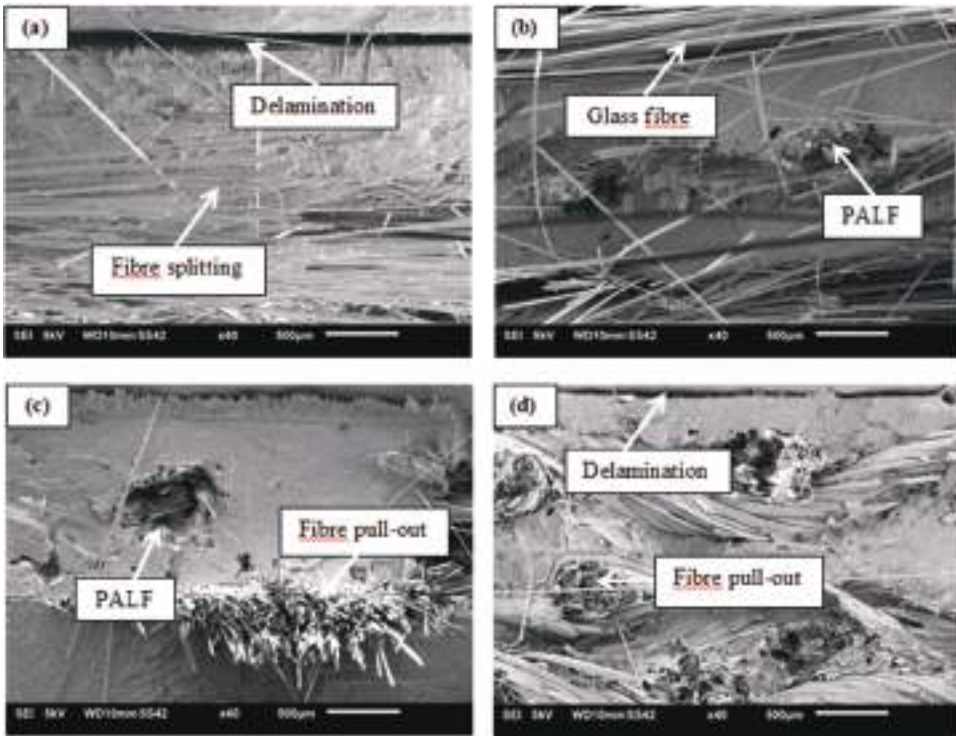 (a)
Delamination
Fibre splitting
SEI 5kV WD10mm SS42 x40 500µm
(b)
Glass fibre
PALF
SEI 5kV WD10mm SS42 x40 500µm
(c)
Fibre pull-out
PALF
SEI 5kV WD10mm SS42 x40 500µm
(d)
Delamination
Fibre pull-out
SEI 5kV WD10mm SS42 x40 500µm